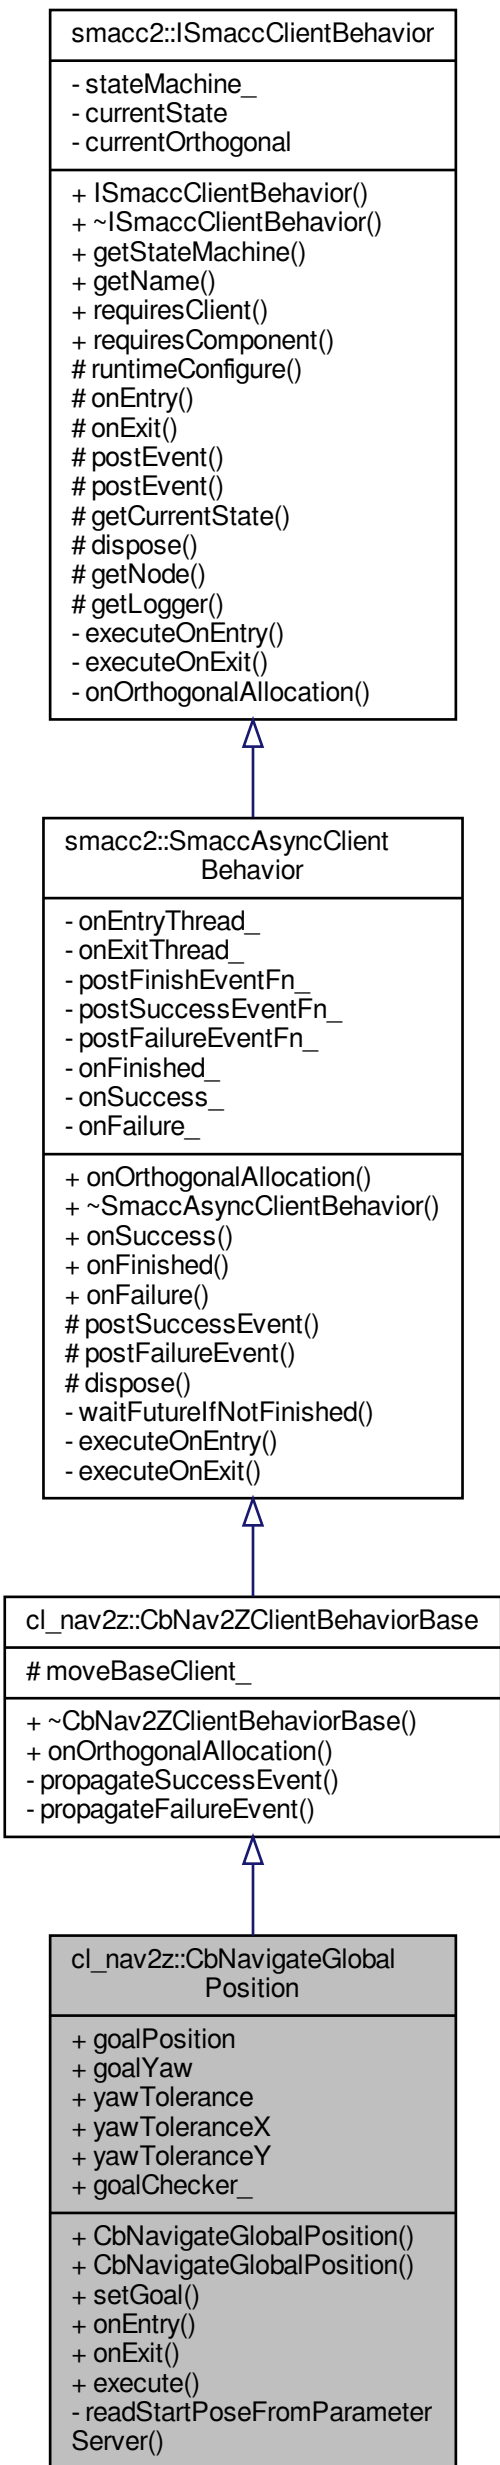 smacc2::ISmaccClientBehavior
- stateMachine_
- currentState
- currentOrthogonal
+ ISmaccClientBehavior()
+ ~ISmaccClientBehavior()
+ getStateMachine()
+ getName()
+ requiresClient()
+ requiresComponent()
# runtimeConfigure()
# onEntry()
# onExit()
# postEvent()
# postEvent()
# getCurrentState()
# dispose()
# getNode()
# getLogger()
- executeOnEntry()
- executeOnExit()
- onOrthogonalAllocation()
smacc2::SmaccAsyncClient
Behavior
- onEntryThread_
- onExitThread_
- postFinishEventFn_
- postSuccessEventFn_
- postFailureEventFn_
- onFinished_
- onSuccess_
- onFailure_
+ onOrthogonalAllocation()
+ ~SmaccAsyncClientBehavior()
+ onSuccess()
+ onFinished()
+ onFailure()
# postSuccessEvent()
# postFailureEvent()
# dispose()
- waitFutureIfNotFinished()
- executeOnEntry()
- executeOnExit()
cl_nav2z::CbNav2ZClientBehaviorBase
# moveBaseClient_
+ ~CbNav2ZClientBehaviorBase()
+ onOrthogonalAllocation()
- propagateSuccessEvent()
- propagateFailureEvent()
cl_nav2z::CbNavigateGlobal
Position
+ goalPosition
+ goalYaw
+ yawTolerance
+ yawToleranceX
+ yawToleranceY
+ goalChecker_
+ CbNavigateGlobalPosition()
+ CbNavigateGlobalPosition()
+ setGoal()
+ onEntry()
+ onExit()
+ execute()
- readStartPoseFromParameter
Server()